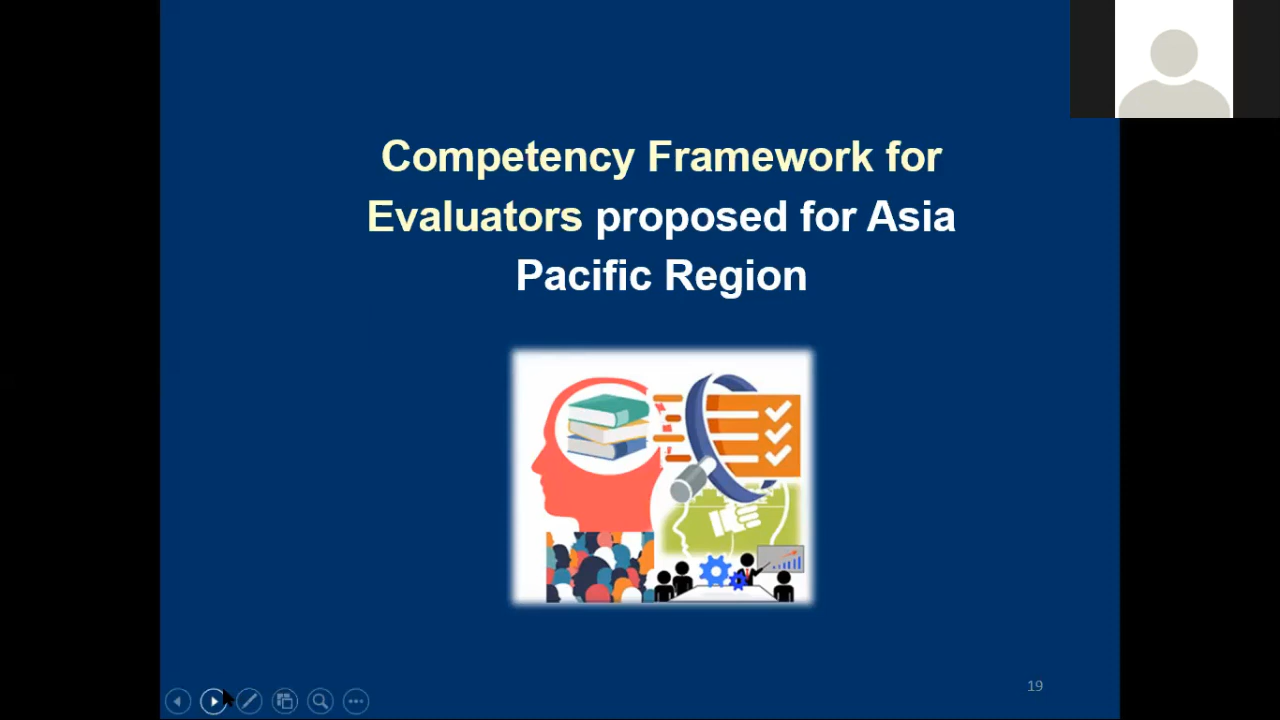 Competency Framework for
Evaluators proposed for Asia
Pacific Region
19